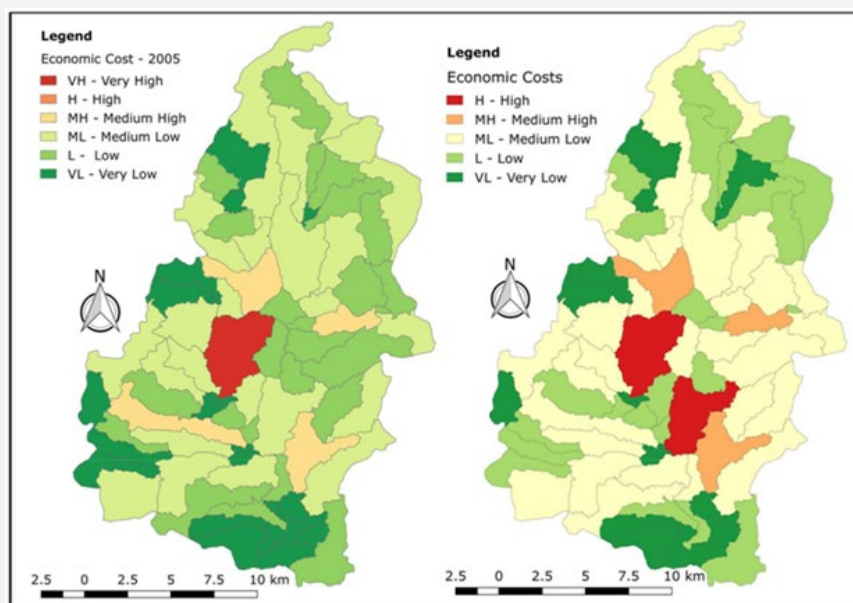 Legend
Economic Cost - 2005
VH - Very High
H - High
MH - Medium High
ML - Medium Low
L - Low
VL - Very Low
N
2.5 0 2.5 5 7.5 10 km
Legend
Economic Costs
H - High
MH - Medium High
ML - Medium Low
L - Low
VL - Very Low
N
2.5 0 2.5 5 7.5 10 km